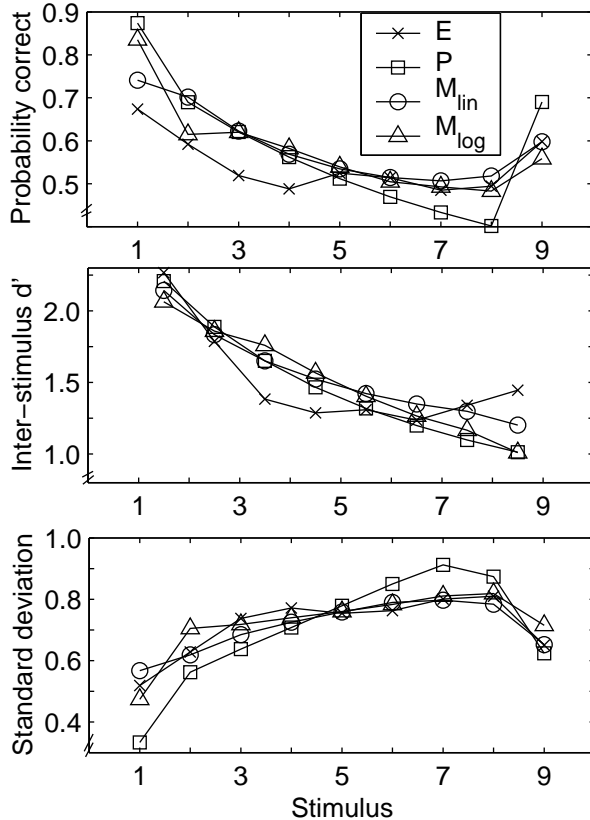 Probability correct
0.9
0.8
0.7
0.6
0.5
E
P
M_lin
M_log
1 3 5 7 9
Inter−stimulus d'
2.0
1.5
1.0
1 3 5 7 9
Standard deviation
1.0
0.8
0.6
0.4
1 3 5 7 9
Stimulus